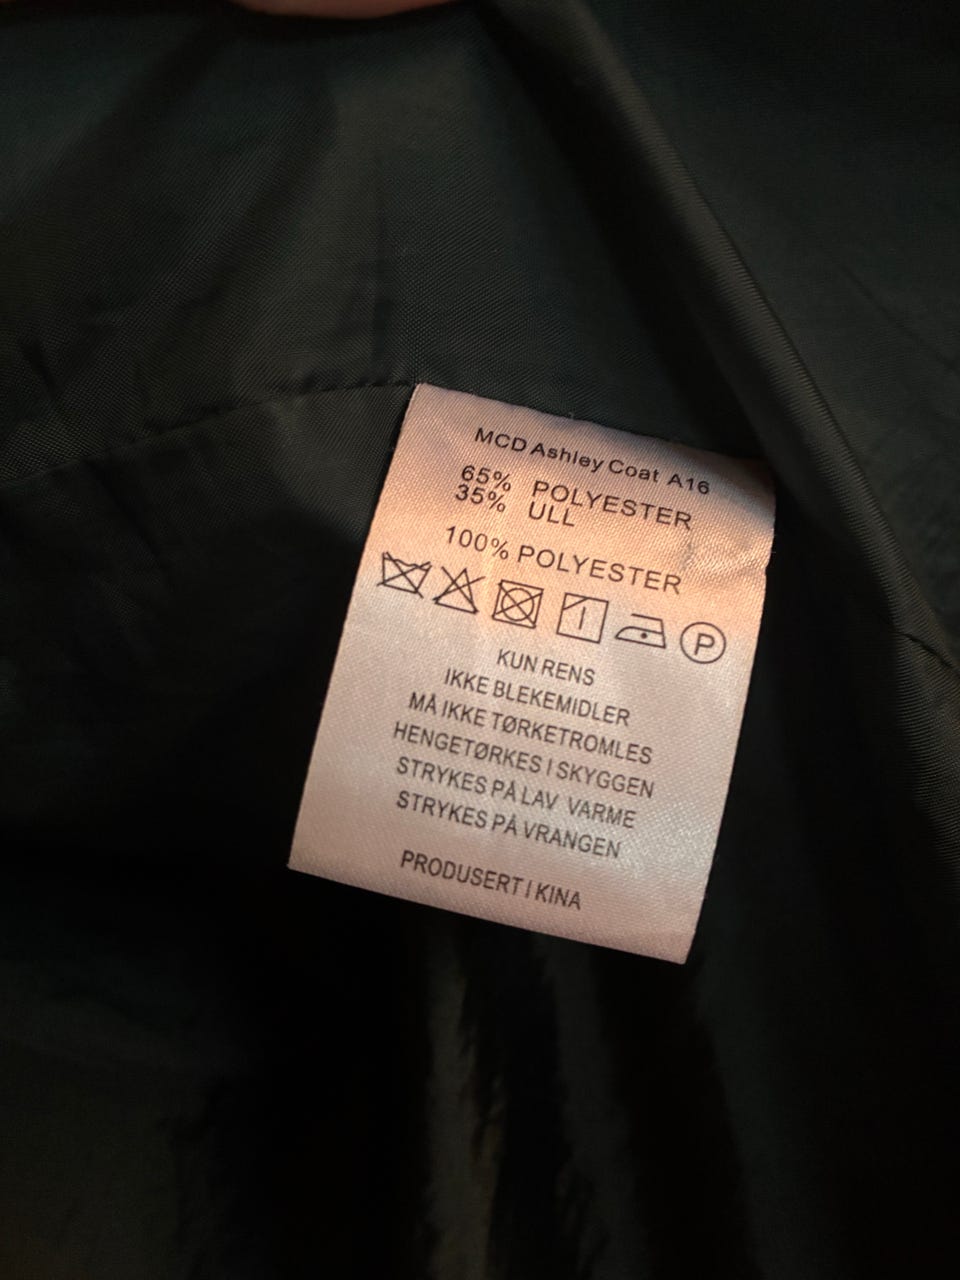 MCD Ashley Coat A16
65% POLYESTER
35% ULL
100% POLYESTER
P
KUN RENS
IKKE BLEKEMIDLER
MÅ IKKE TØRKETROMLES
HENGETØRKES I SKYGGEN
STRYKES PÅ LAV VARME
STRYKES PÅ VRANGEN
PRODUSERT I KINA